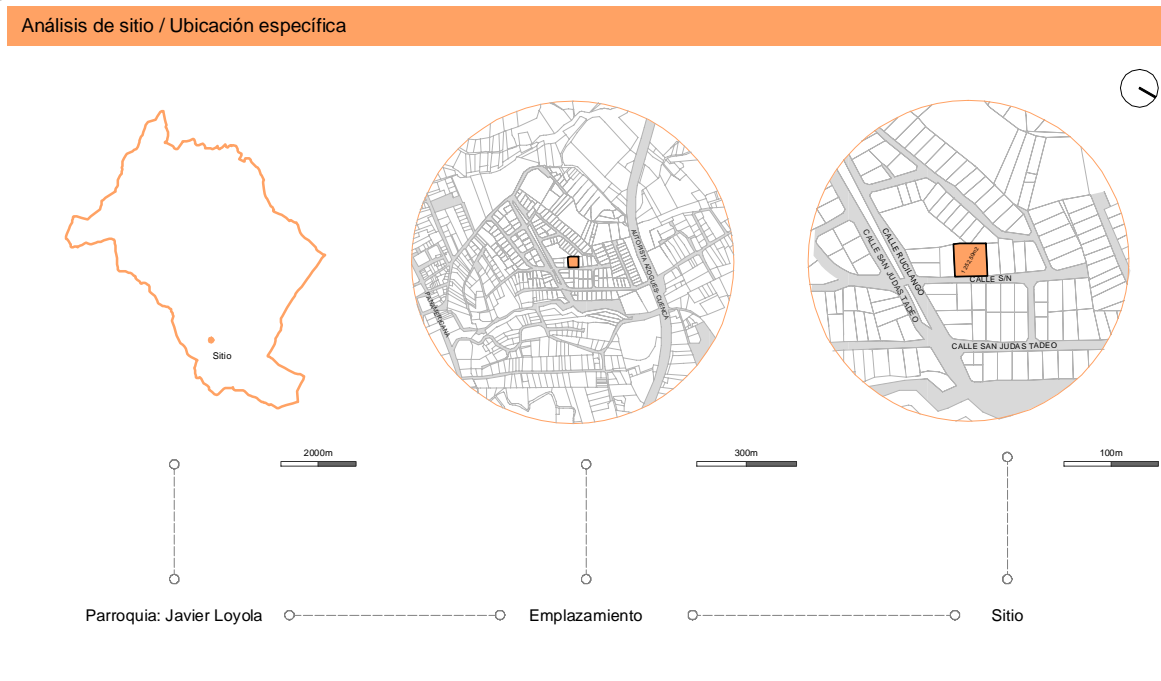 Análisis de sitio / Ubicación específica
Sitio
PANAMERICANA
AUTOPISTA AZOGUES-CUENCA
CALLE SAN JUDAS TADEO
CALLE RUCILANGO
CALLE S/N
CALLE SAN JUDAS TADEO
2000m
300m
100m
Parroquia: Javier Loyola
Emplazamiento
Sitio